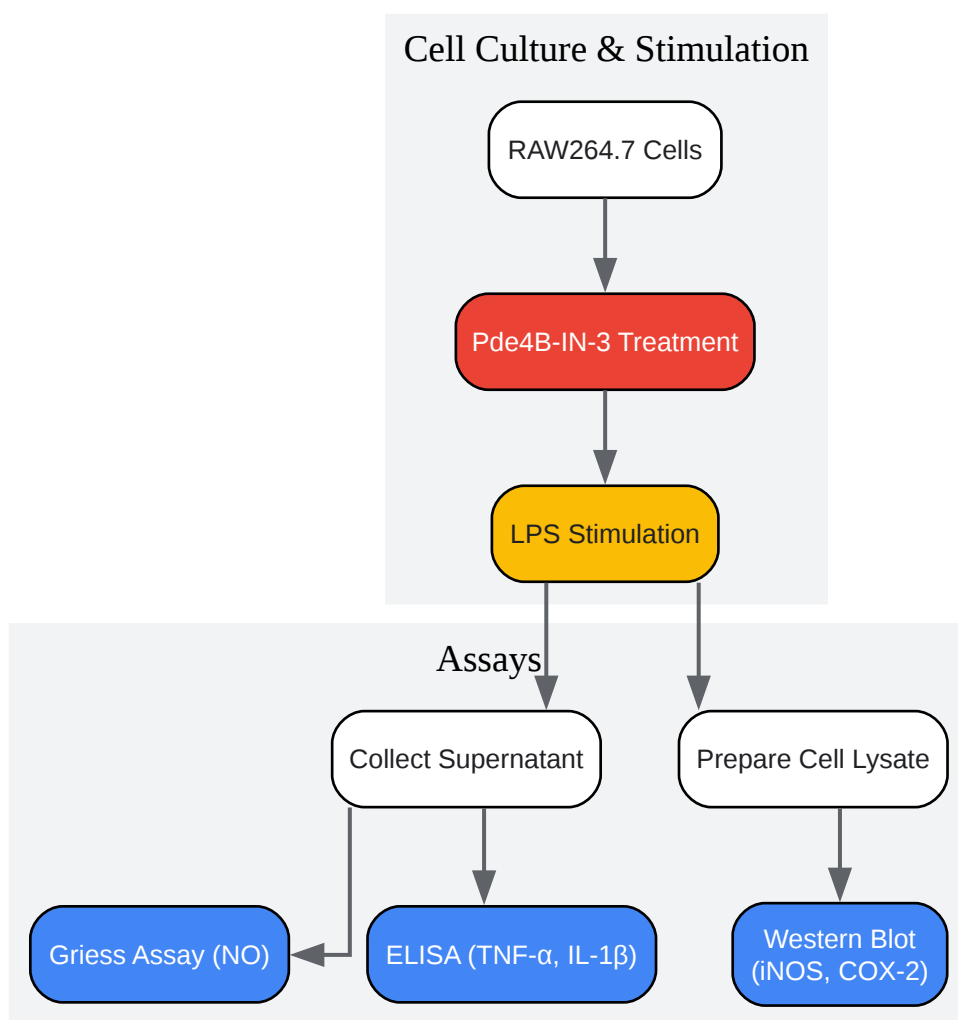 Cell Culture & Stimulation
RAW264.7 Cells
Pde4B-IN-3 Treatment
LPS Stimulation
Assays
Collect Supernatant
Prepare Cell Lysate
Griess Assay (NO)
ELISA (TNF-α, IL-1β)
Western Blot
(iNOS, COX-2)